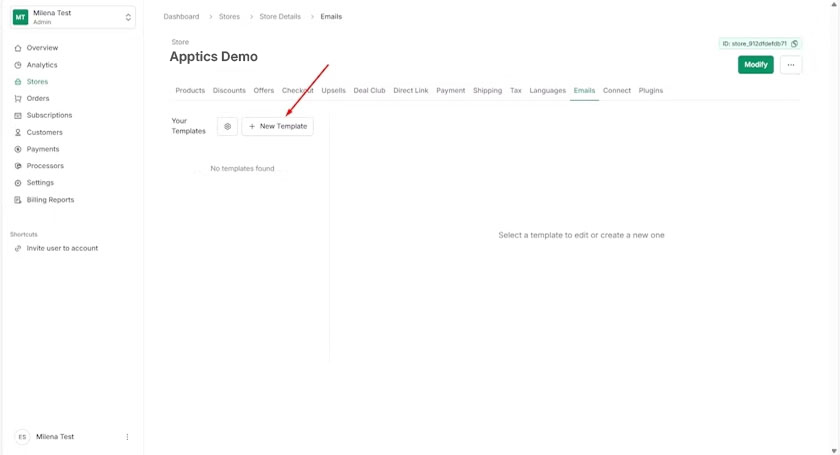 MT
Milena Test
Admin
Overview
Analytics
Stores
Orders
Subscriptions
Customers
Payments
Processors
Settings
Billing Reports
Shortcuts
Invite user to account
ES
Milena Test
Dashboard > Stores > Store Details > Emails
Store
Apptics Demo
ID: store_912dfdefdb71
Modify
Products Discounts Offers Checkout Upsells Deal Club Direct Link Payment Shipping Tax Languages Emails Connect Plugins
Your
Templates
+ New Template
No templates found
Select a template to edit or create a new one